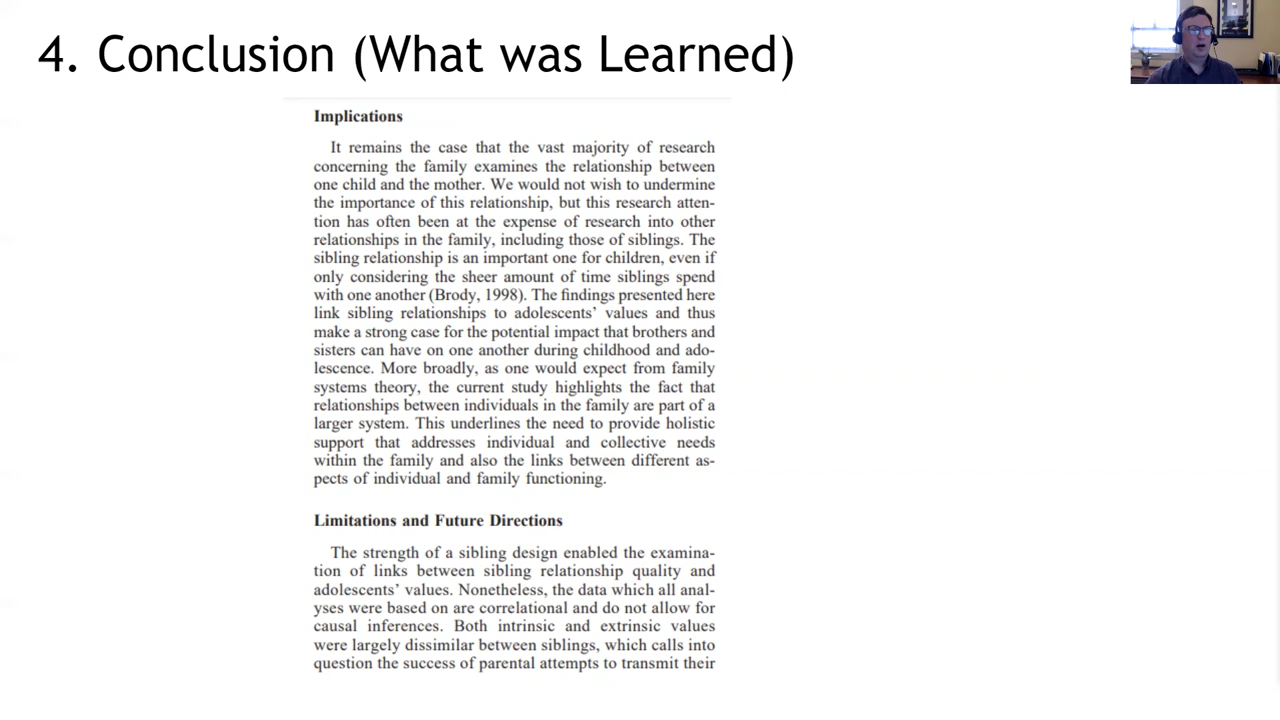 4. Conclusion (What was Learned)
Implications
It remains the case that the vast majority of research
concerning the family examines the relationship between
one child and the mother. We would not wish to undermine
the importance of this relationship, but this research atten-
tion has often been at the expense of research into other
relationships in the family, including those of siblings. The
sibling relationship is an important one for children, even if
only considering the sheer amount of time siblings spend
with one another (Brody, 1998). The findings presented here
link sibling relationships to adolescents’ values and thus
make a strong case for the potential impact that brothers and
sisters can have on one another during childhood and ado-
lescence. More broadly, as one would expect from family
systems theory, the current study highlights the fact that
relationships between individuals in the family are part of a
larger system. This underlines the need to provide holistic
support that addresses individual and collective needs
within the family and also the links between different as-
pects of individual and family functioning.
Limitations and Future Directions
The strength of a sibling design enabled the examina-
tion of links between sibling relationship quality and
adolescents’ values. Nonetheless, the data which all anal-
yses were based on are correlational and do not allow for
causal inferences. Both intrinsic and extrinsic values
were largely dissimilar between siblings, which calls into
question the success of parental attempts to transmit their